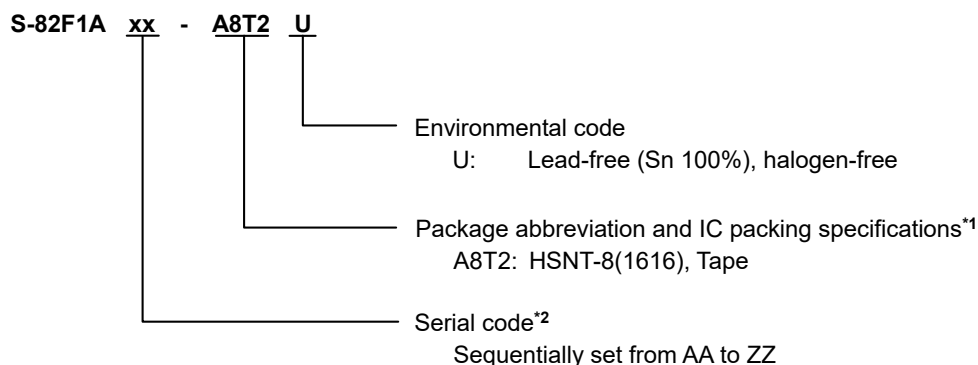 S-82F1A xx - A8T2 U
Environmental code
U: Lead-free (Sn 100%), halogen-free
Package abbreviation and IC packing specifications*1
A8T2: HSNT-8(1616), Tape
Serial code*2
Sequentially set from AA to ZZ